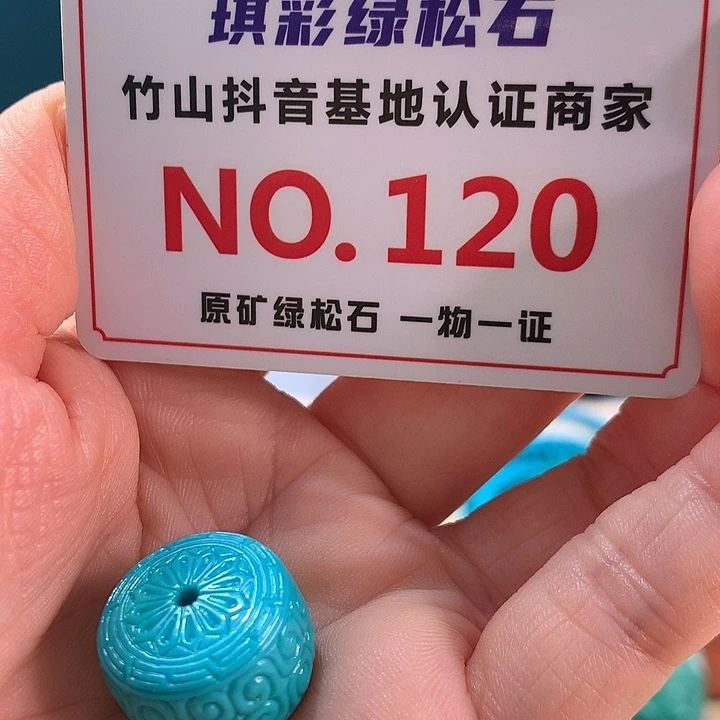 琪彩绿松石
竹山抖音基地认证商家
NO.120
原矿绿松石 一物一证